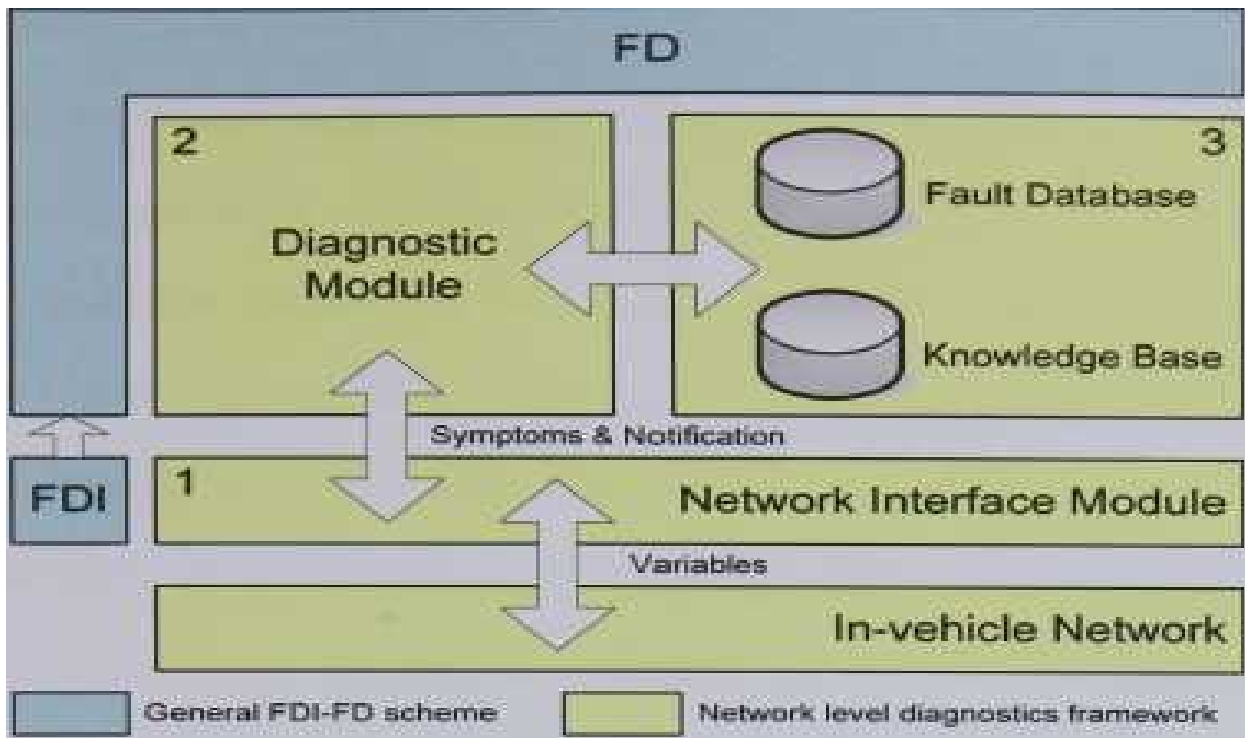 FD
2
3
Diagnostic
Module
Fault Database
Knowledge Base
Symptoms & Notification
FDI
1
Network Interface Module
Variables
In-vehicle Network
General FDI-FD scheme
Network level diagnostics framework